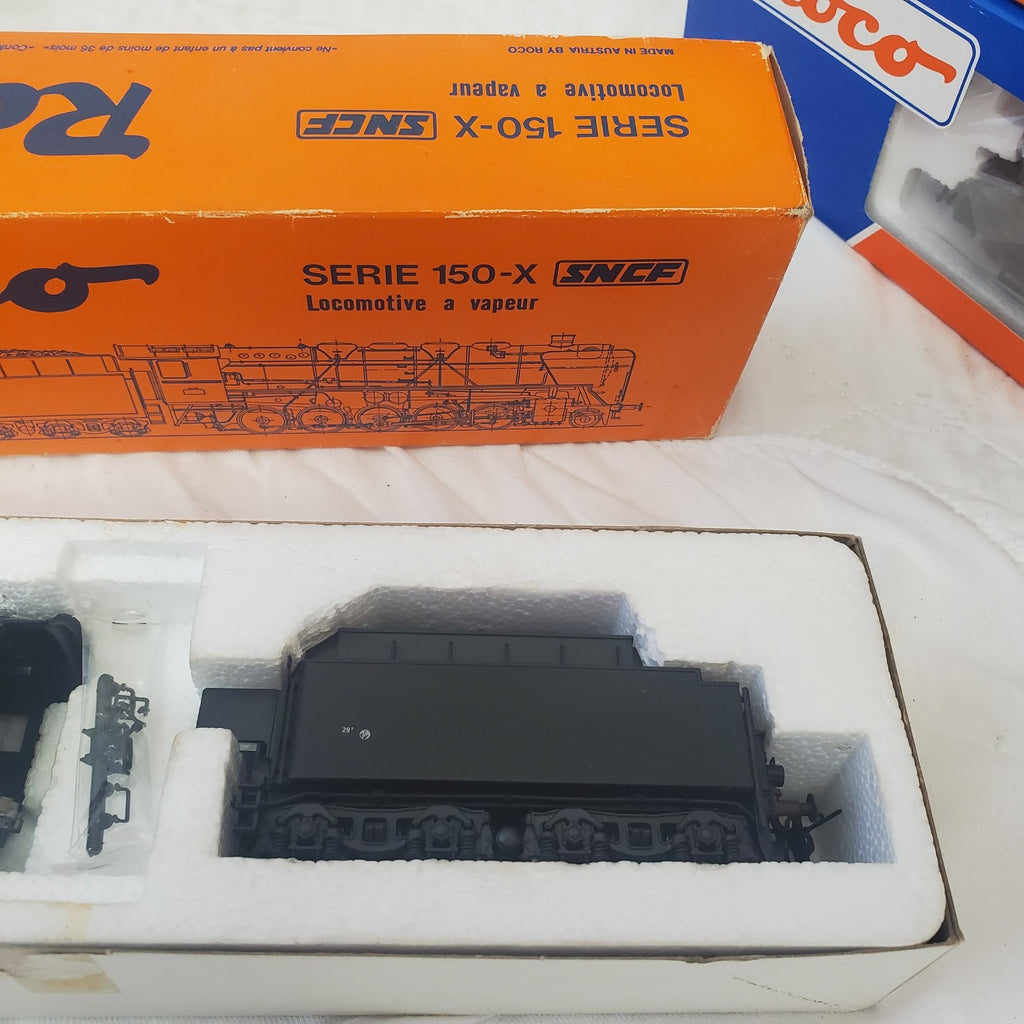 «Ne convient pas à un enfant de moins de 36 mois»
MADE IN AUSTRIA BY ROCO
Locomotive a vapeur
SERIE 150-X SNCF
SERIE 150-X SNCF
Locomotive a vapeur